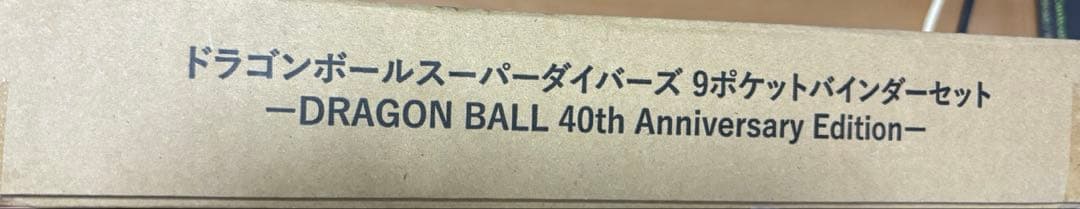 ドラゴンボールスーパーダイバーズ 9ポケットバインダーセット
ーDRAGON BALL 40th Anniversary Editionー